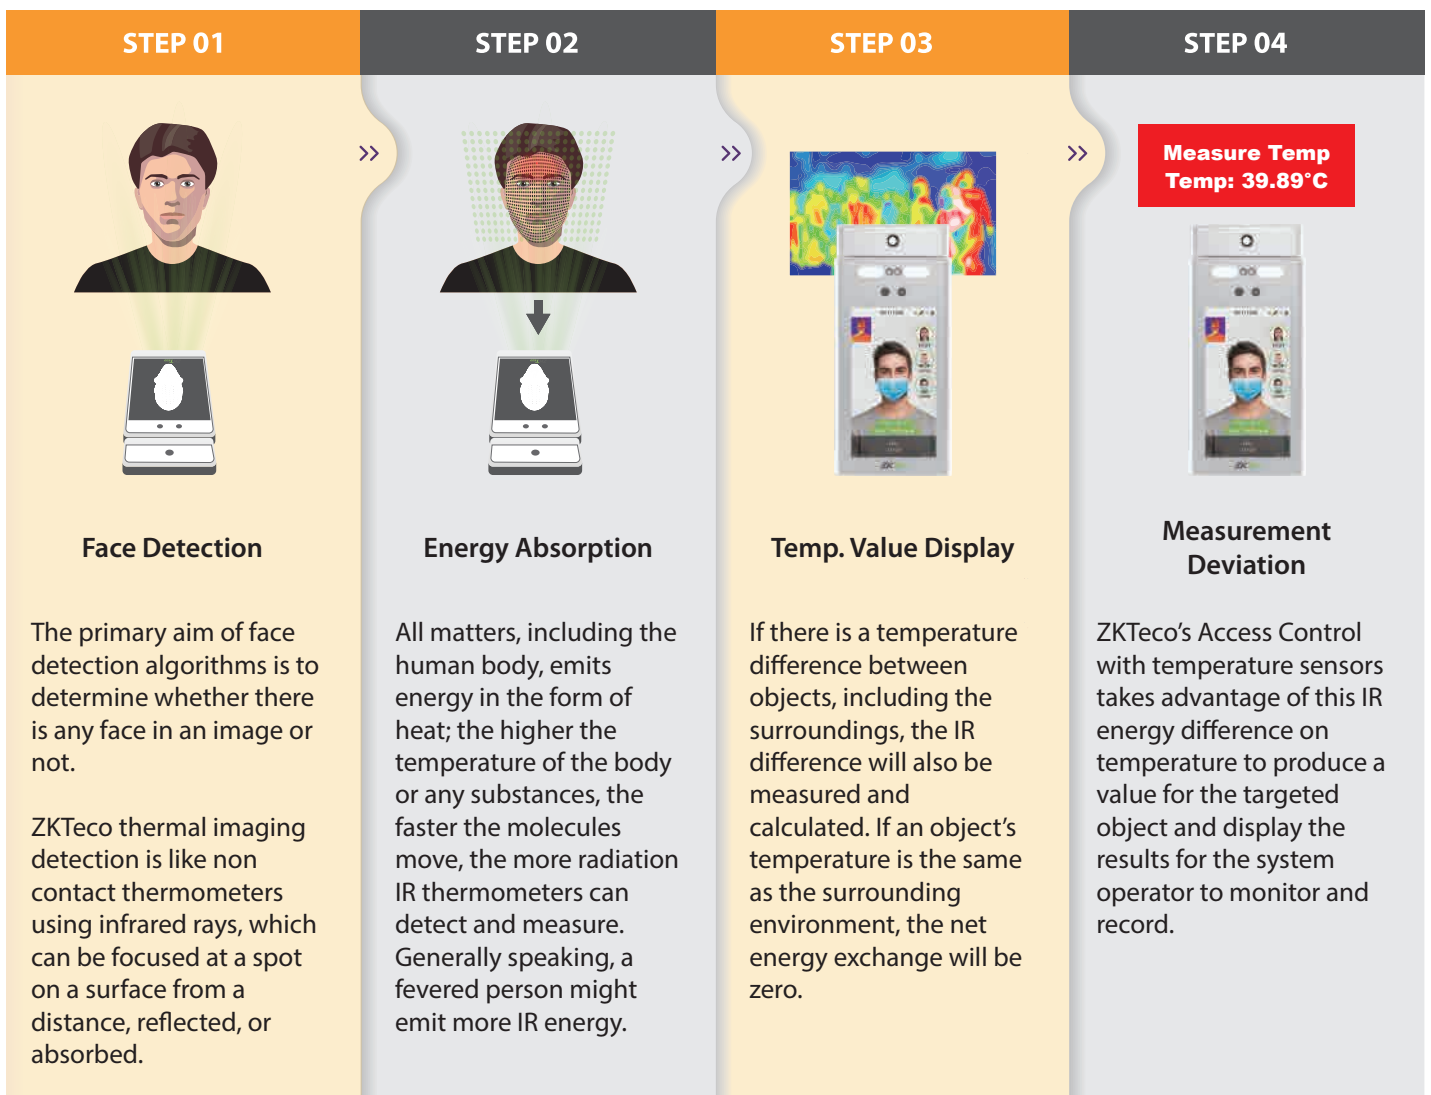 STEP 01
STEP 02
STEP 03
STEP 04
Measure Temp
Temp: 39.89°C
Face Detection
The primary aim of face
detection algorithms is to
determine whether there
is any face in an image or
not.
ZKTeco thermal imaging
detection is like non
contact thermometers
using infrared rays, which
can be focused at a spot
on a surface from a
distance, reflected, or
absorbed.
Energy Absorption
All matters, including the
human body, emits
energy in the form of
heat; the higher the
temperature of the body
or any substances, the
faster the molecules
move, the more radiation
IR thermometers can
detect and measure.
Generally speaking, a
fevered person might
emit more IR energy.
Temp. Value Display
If there is a temperature
difference between
objects, including the
surroundings, the IR
difference will also be
measured and
calculated. If an object’s
temperature is the same
as the surrounding
environment, the net
energy exchange will be
zero.
Measurement
Deviation
ZKTeco’s Access Control
with temperature sensors
takes advantage of this IR
energy difference on
temperature to produce a
value for the targeted
object and display the
results for the system
operator to monitor and
record.